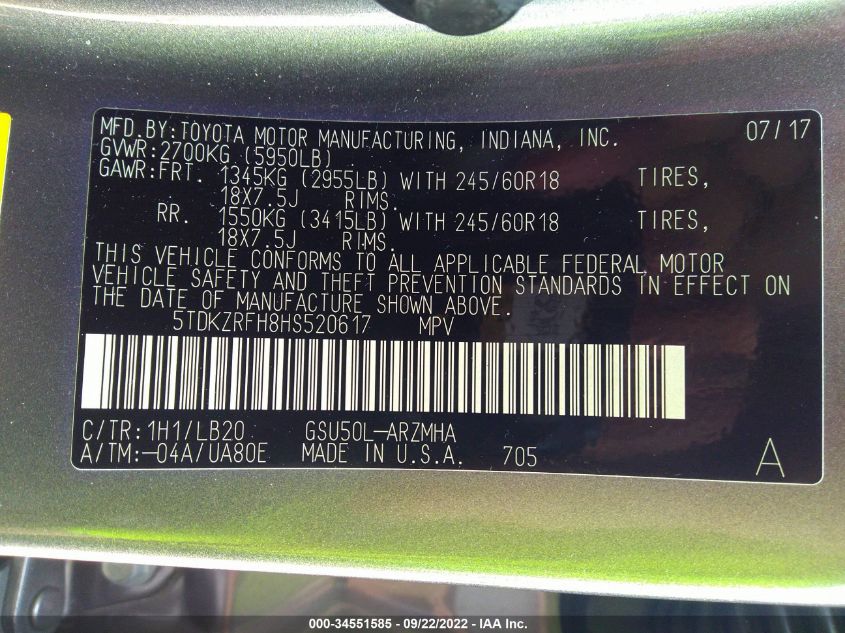 MFD.BY:TOYOTA MOTOR MANUFACTURING, INDIANA, INC. 07/17
GVWR:2700KG (5950LB)
GAWR:FRT. 1345KG (2955LB) WITH 245/60R18 TIRES,
18X7.5J RIMS.
RR. 1550KG (3415LB) WITH 245/60R18 TIRES,
18X7.5J RIMS.
THIS VEHICLE CONFORMS TO ALL APPLICABLE FEDERAL MOTOR
VEHICLE SAFETY AND THEFT PREVENTION STANDARDS IN EFFECT ON
THE DATE OF MANUFACTURE SHOWN ABOVE.
5TDKZRFH8HS520617 MPV
C/TR:1H1/LB20 GSU50L-ARZMHA
A/TM:-04A/UA80E MADE IN U.S.A. 705 A
000-34551585 - 09/22/2022 - IAA Inc.